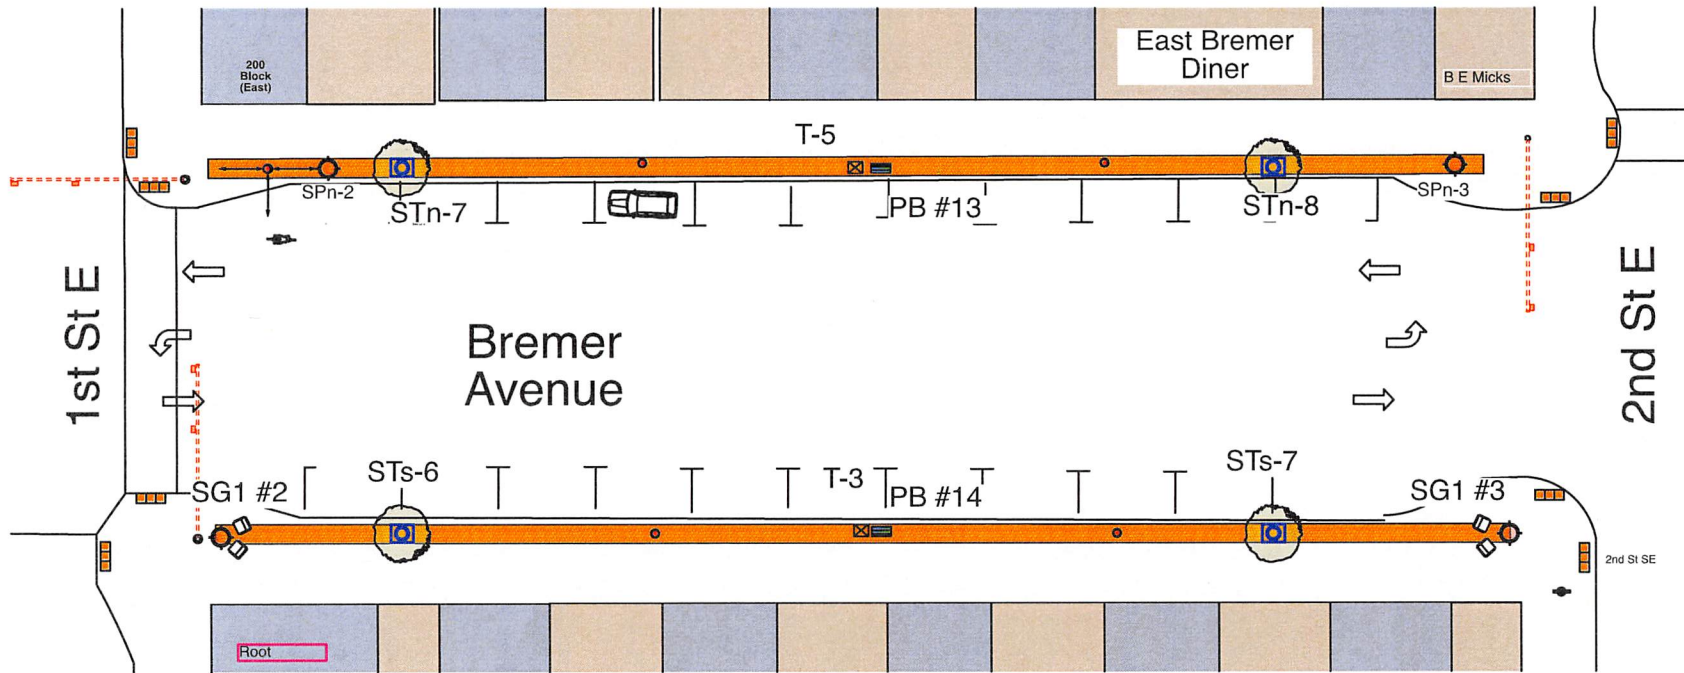 200
Block
(East)
East Bremer
Diner
B E Micks
T-5
SPn-2
SPn-3
STn-7
PB #13
STn-8
1st St E
Bremer
Avenue
2nd St E
STs-6
T-3
STs-7
SG1 #2
PB #14
SG1 #3
2nd St SE
Root